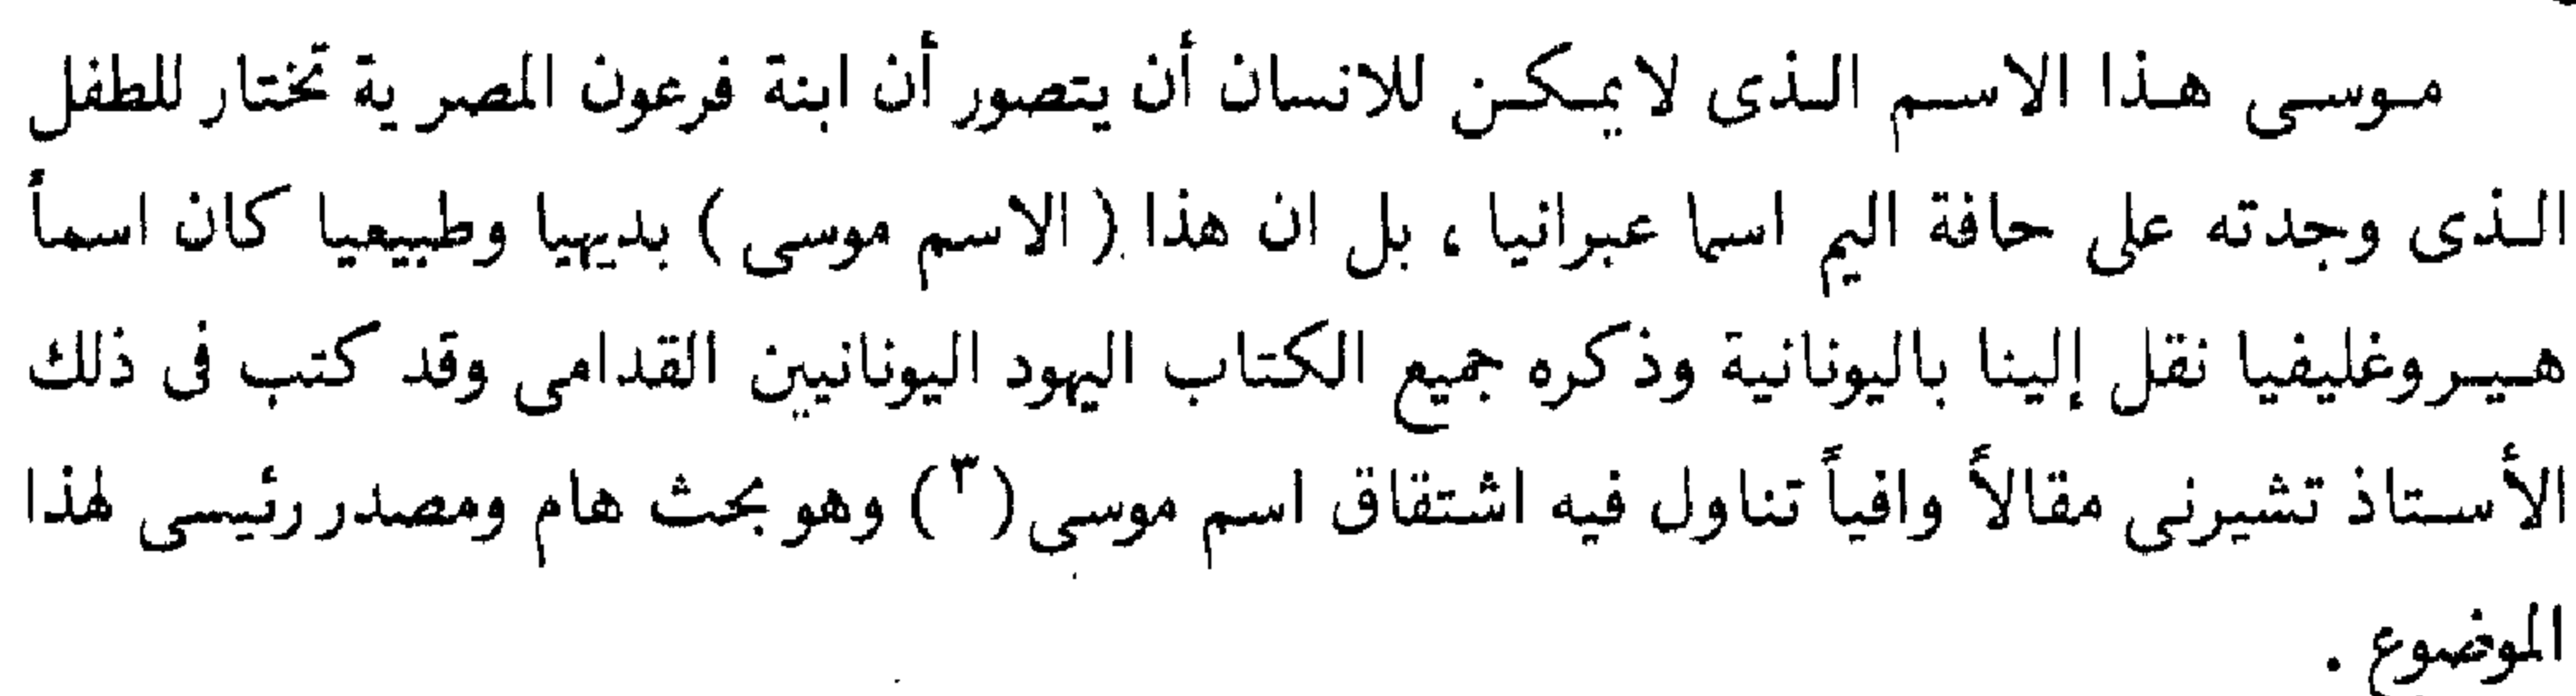 موسى هذا الاسم الذى لا يمكن للانسان أن يتصور أن ابنة فرعون المصرية تختار للطفل
الذى وجدته على حافة اليم اسما عبرانيا ، بل ان هذا ( الاسم موسى ) بديهيا وطبيعيا كان اسماً
هيروغليفيا نقل إلينا باليونانية وذكره جميع الكتاب اليهود اليونانيين القدامى وقد كتب فى ذلك
الأستاذ تشيرنى مقالاً وافياً تناول فيه اشتقاق اسم موسى (٣) وهو بحث هام ومصدر رئيسى لهذا
الموضوع .